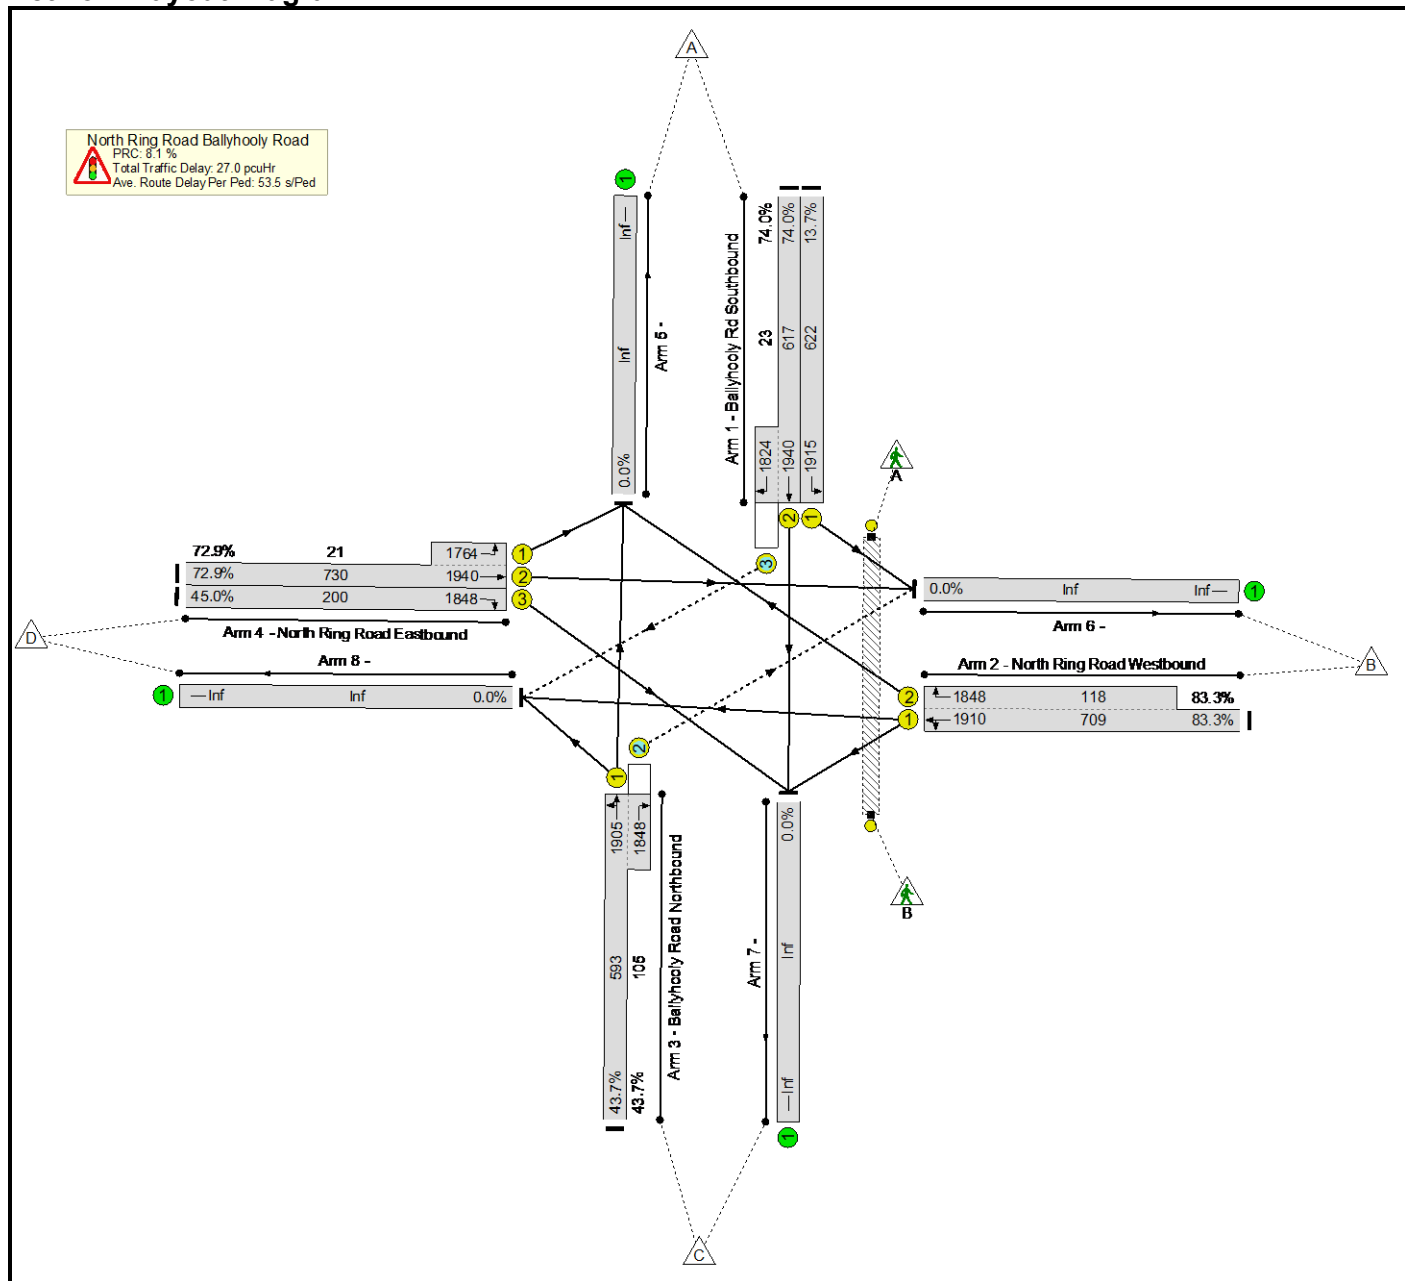 A
North Ring Road Ballyhooly Road
PRC: 8.1 %
Total Traffic Delay: 27.0 pcuHr
Ave. Route Delay Per Ped: 53.5 s/Ped
1
Inf
Inf
0.0%
Arm 5 -
Arm 1 - Ballyhooly Rd Southbound
74.0%
23
1824
74.0%
617
1940
13.7%
622
1915
3
2
1
A
72.9% 21 1764
72.9% 730 1940
45.0% 200 1848
1
2
3
Arm 4 - North Ring Road Eastbound
D
Arm 8 -
1
Inf Inf 0.0%
0.0% Inf Inf
1
Arm 6 -
B
Arm 2 - North Ring Road Westbound
2
1848 118 83.3%
1
1910 709 83.3%
1
2
1905
593
43.7%
1848
105
43.7%
Arm 3 - Ballyhooly Road Northbound
Arm 7 -
0.0%
Inf
Inf
1
B
C